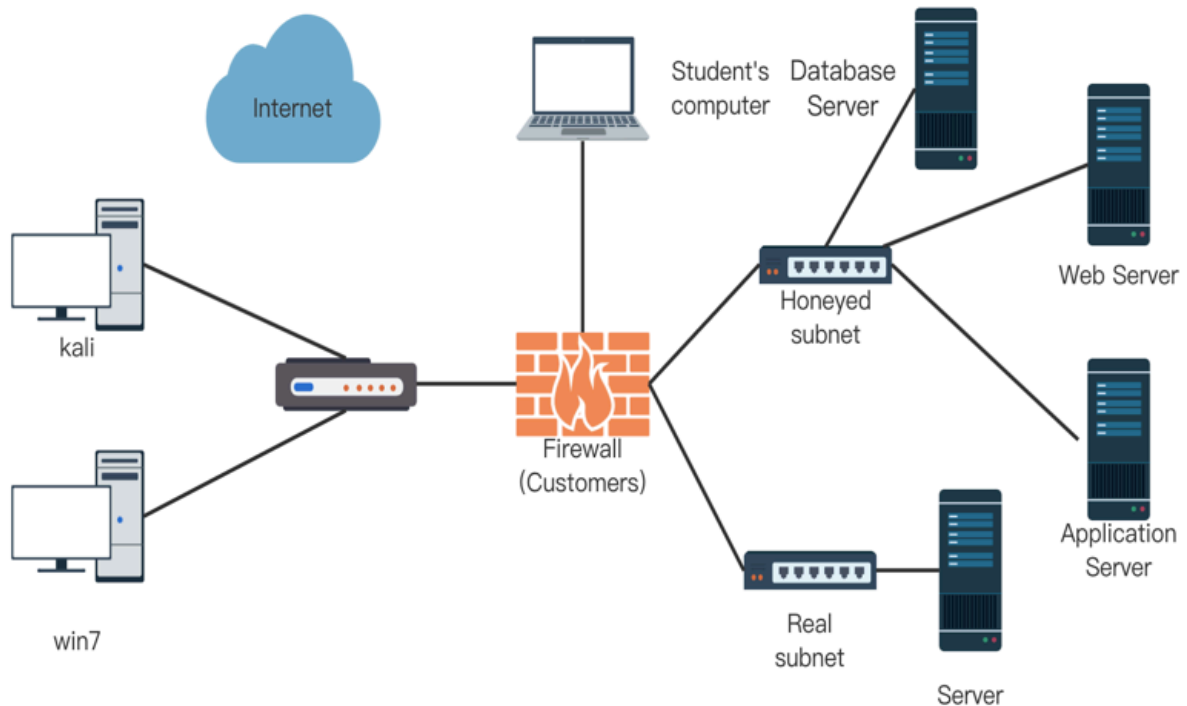 Internet
Student's
computer
Database
Server
Web Server
Honeyed
subnet
kali
Firewall
(Customers)
Application
Server
win7
Real
subnet
Server